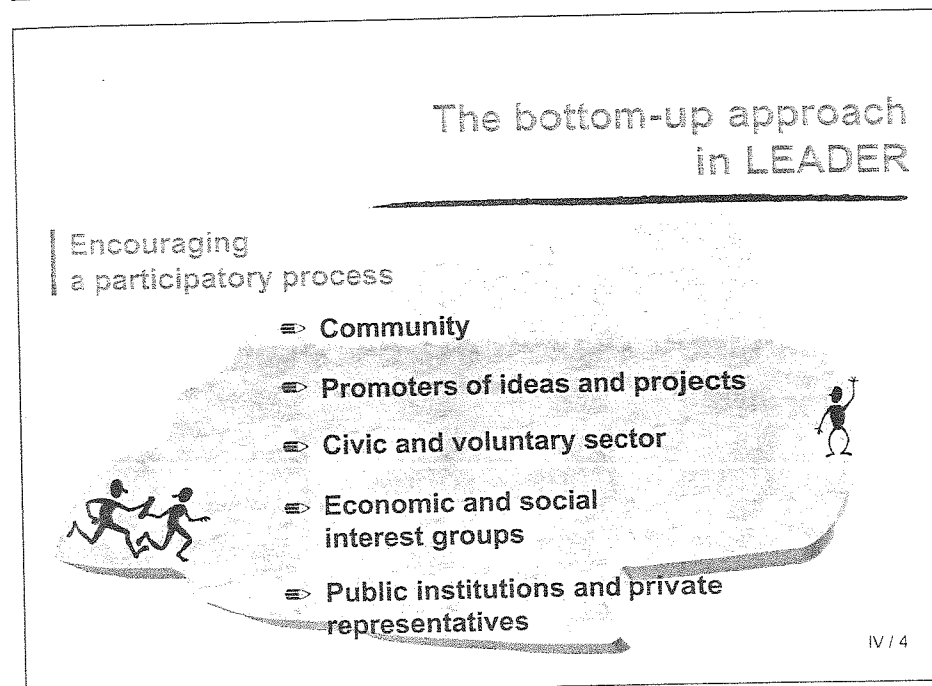 The bottom-up approach
in LEADER
Encouraging
a participatory process
Community
Promoters of ideas and projects
Civic and voluntary sector
Economic and social
interest groups
Public institutions and private
representatives
IV / 4